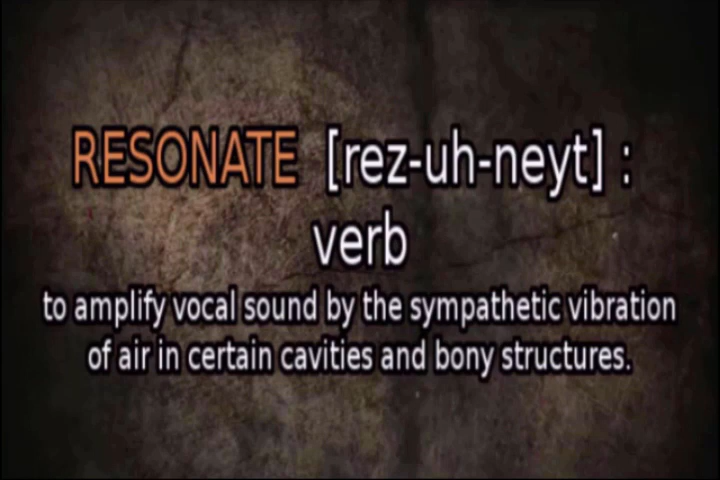 RESONATE [rez-uh-neyt] :
verb
to amplify vocal sound by the sympathetic vibration
of air in certain cavities and bony structures.